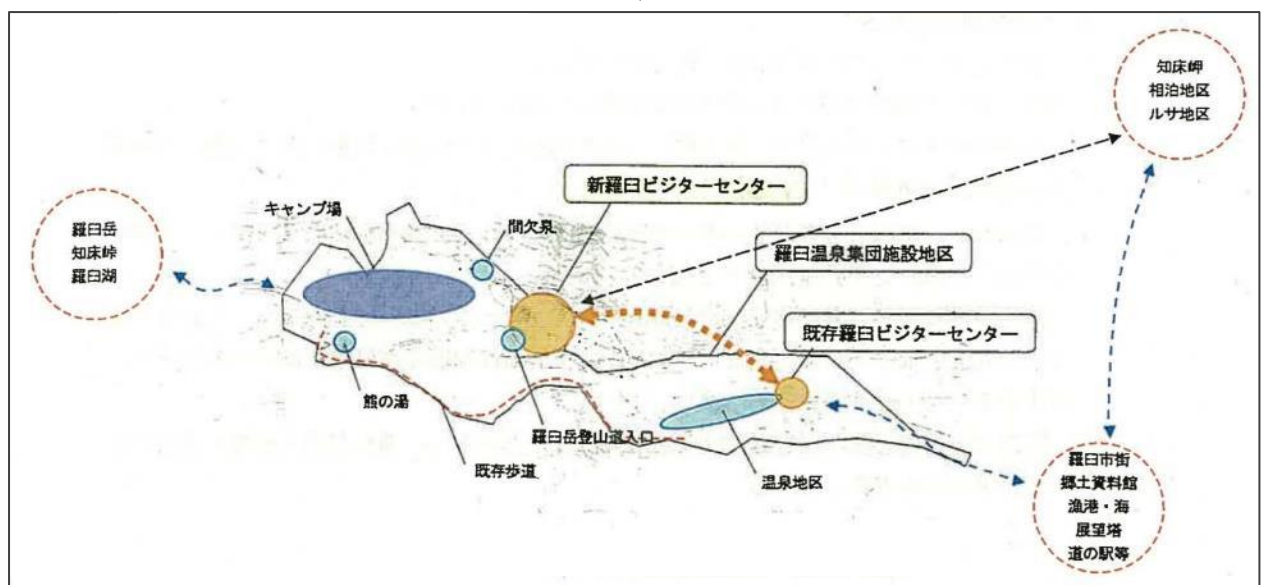 知床岬
相泊地区
ルサ地区
新羅臼ビジターセンター
キャンプ場
間欠泉
羅臼岳
知床峠
羅臼湖
羅臼温泉集団施設地区
既存羅臼ビジターセンター
熊の湯
羅臼岳登山道入口
既存歩道
温泉地区
羅臼市街
郷土資料館
漁港・海
展望塔
道の駅等